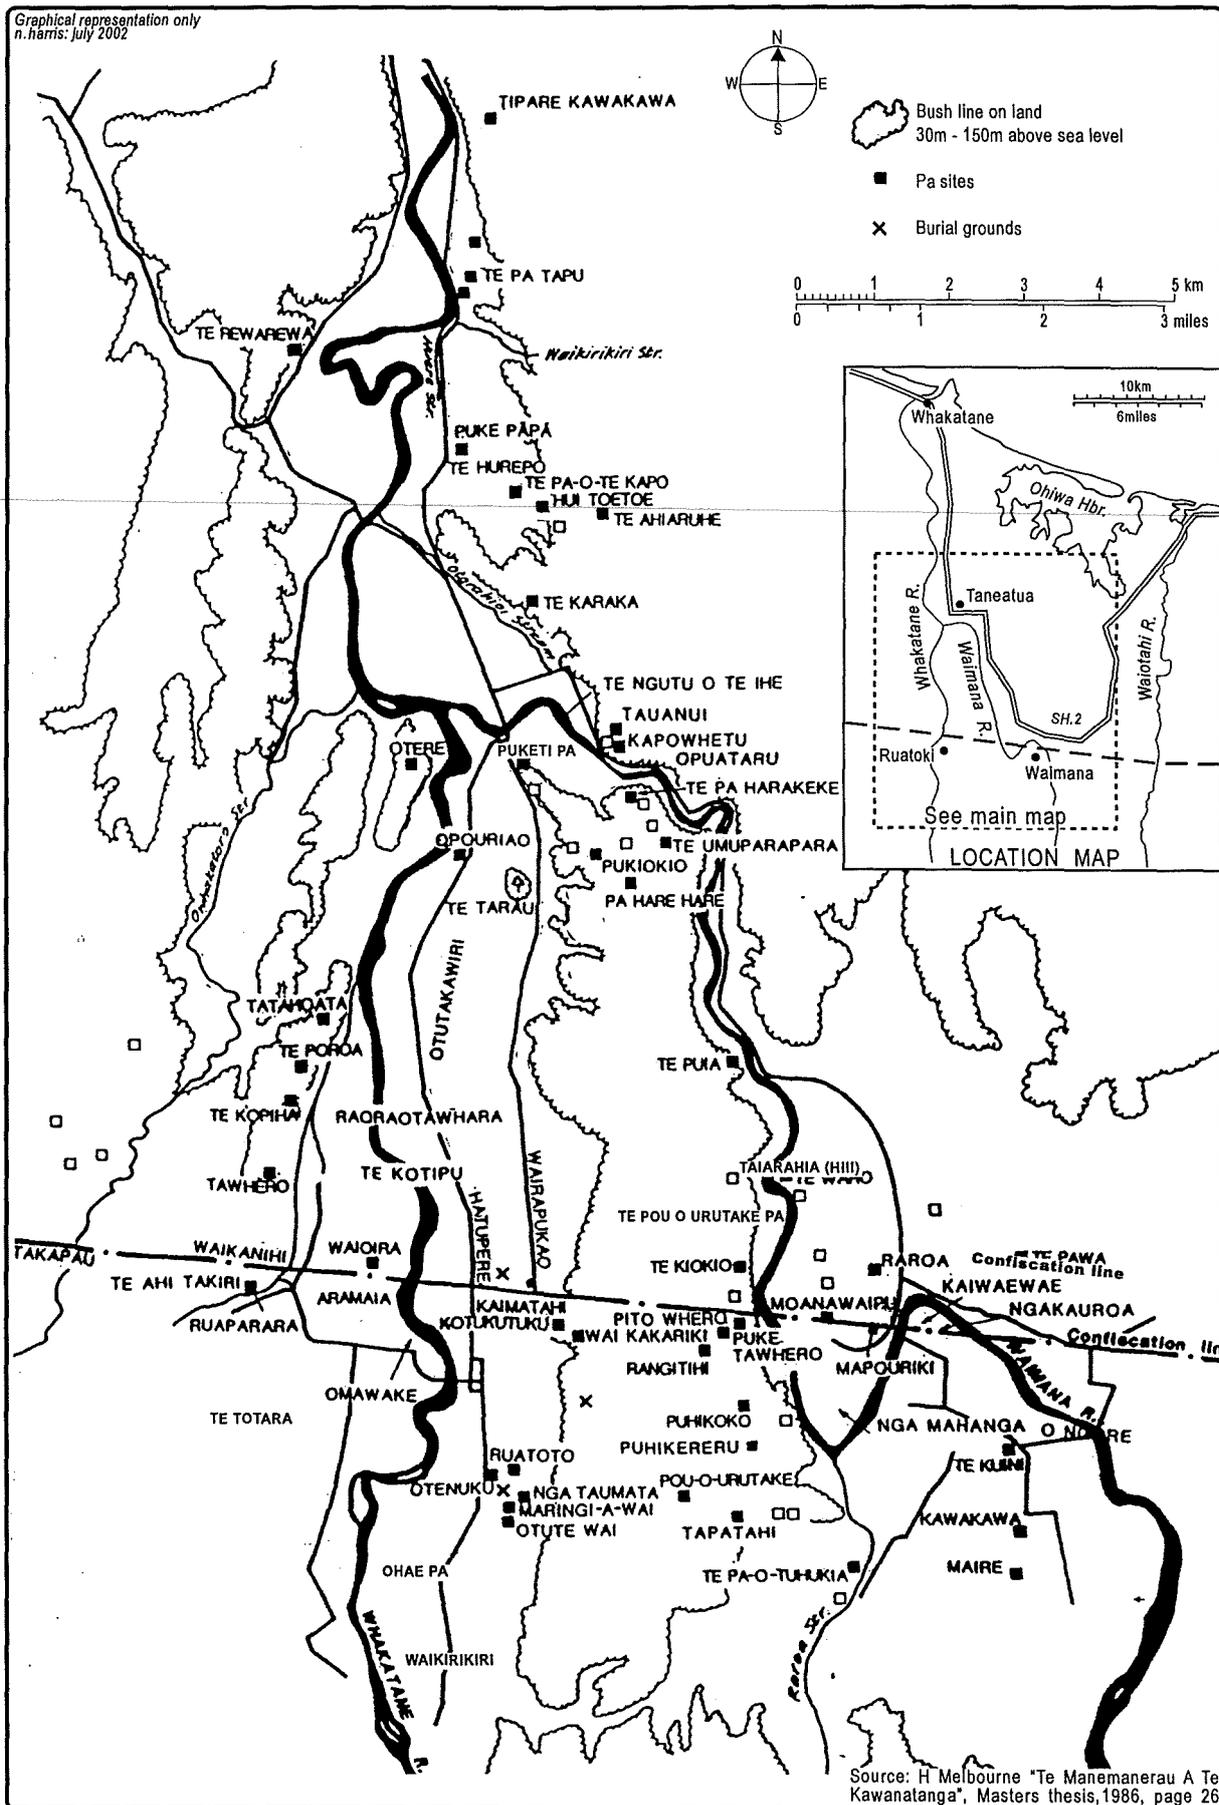 Graphical representation only
n.harris: July 2002
N
W E
S
Bush line on land
30m - 150m above sea level
Pa sites
Burial grounds
0 1 2 3 4 5 km
0 1 2 3 miles
TIPARE KAWAKAWA
TE PA TAPU
TE REWAREWA
Waikirikiri Str.
PUKE PĀPĀ
TE HUREPO
TE PA-O-TE KAPO
HUI TOETOE
TE AHIARUHE
TE KARAKA
TE NGUTU O TE IHE
TAUANUI
KAPOWHETU
OPUATARU
OTERE
PUKETI PA
TE PA HARAKEKE
OPOURIAO
TE UMUPARAPARA
PUKIOKIO
PA HARE HARE
TE TARAU
OTUTAKAWIRI
TATAHOATA
TE POROA
TE PUIA
TE KOPIHA
RAORAOTAWHARA
TE KOTIPU
WAIRAPUKAO
TAIARAHIA (Hill)
TAWHERO
HATUPERE
TE POU O URUTAKE PA
TAKAPAU
WAIKANIHI
WAIOIRA
TE KIOKIO
RAROA
TE PAWA
Confiscation line
TE AHI TAKIRI
ARAMAIA
KAIMATAHI
MOANAWAIPU
KAIWAEWAE
NGAKAUROA
RUAPARARA
KOTUKUTUKU
WAI KAKARIKI
PITO WHERO
PUKE
TAWHERO
Confiscation lin
RANGITIHI
MAPOURIKI
WAIMANA R.
OMAWAKE
TE TOTARA
PUHIKOKO
NGA MAHANGA
PUHIKERERU
TE KUINI
RUATOTO
OTENUKU
NGA TAUMATA
POU-O-URUTAKE
MARINGI-A-WAI
OTUTE WAI
TAPATAHI
KAWAKAWA
OHAE PA
TE PA-O-TUHUKIA
MAIRE
WHAKATANE R.
WAIKIRIKIRI
Raroa Str.
10km
6miles
Whakatane
Ohiwa Hbr.
Taneatua
Whakatane R.
Waimana R.
Waiotahi R.
SH.2
Ruatoki
Waimana
See main map
LOCATION MAP
Source: H Melbourne "Te Manemanerau A Te
Kawanatanga", Masters thesis,1986, page 26